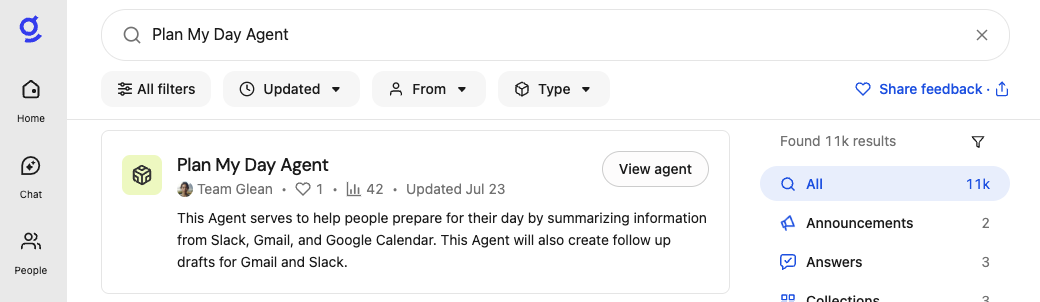 Plan My Day Agent
All filters
Updated
From
Type
Share feedback ·
Home
Chat
People
Plan My Day Agent
Team Glean • 1 • 42 • Updated Jul 23
View agent
This Agent serves to help people prepare for their day by summarizing information
from Slack, Gmail, and Google Calendar. This Agent will also create follow up
drafts for Gmail and Slack.
Found 11k results
All 11k
Announcements 2
Answers 3
Collections 3